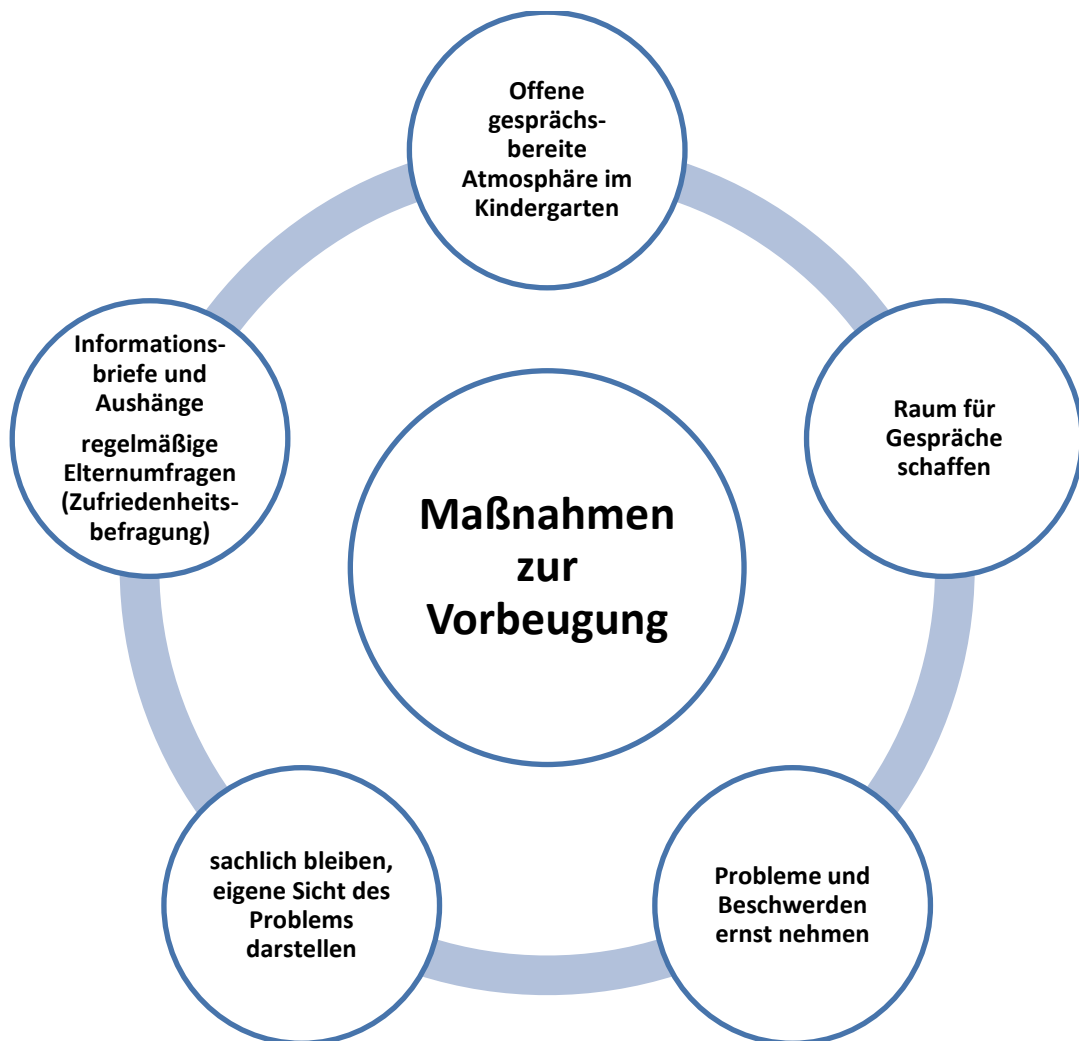 Offene
gesprächs-
bereite
Atmosphäre im
Kindergarten
Raum für
Gespräche
schaffen
Probleme und
Beschwerden
ernst nehmen
sachlich bleiben,
eigene Sicht des
Problems
darstellen
Informations-
briefe und
Aushänge
regelmäßige
Elternumfragen
(Zufriedenheits-
befragung)
Maßnahmen
zur
Vorbeugung